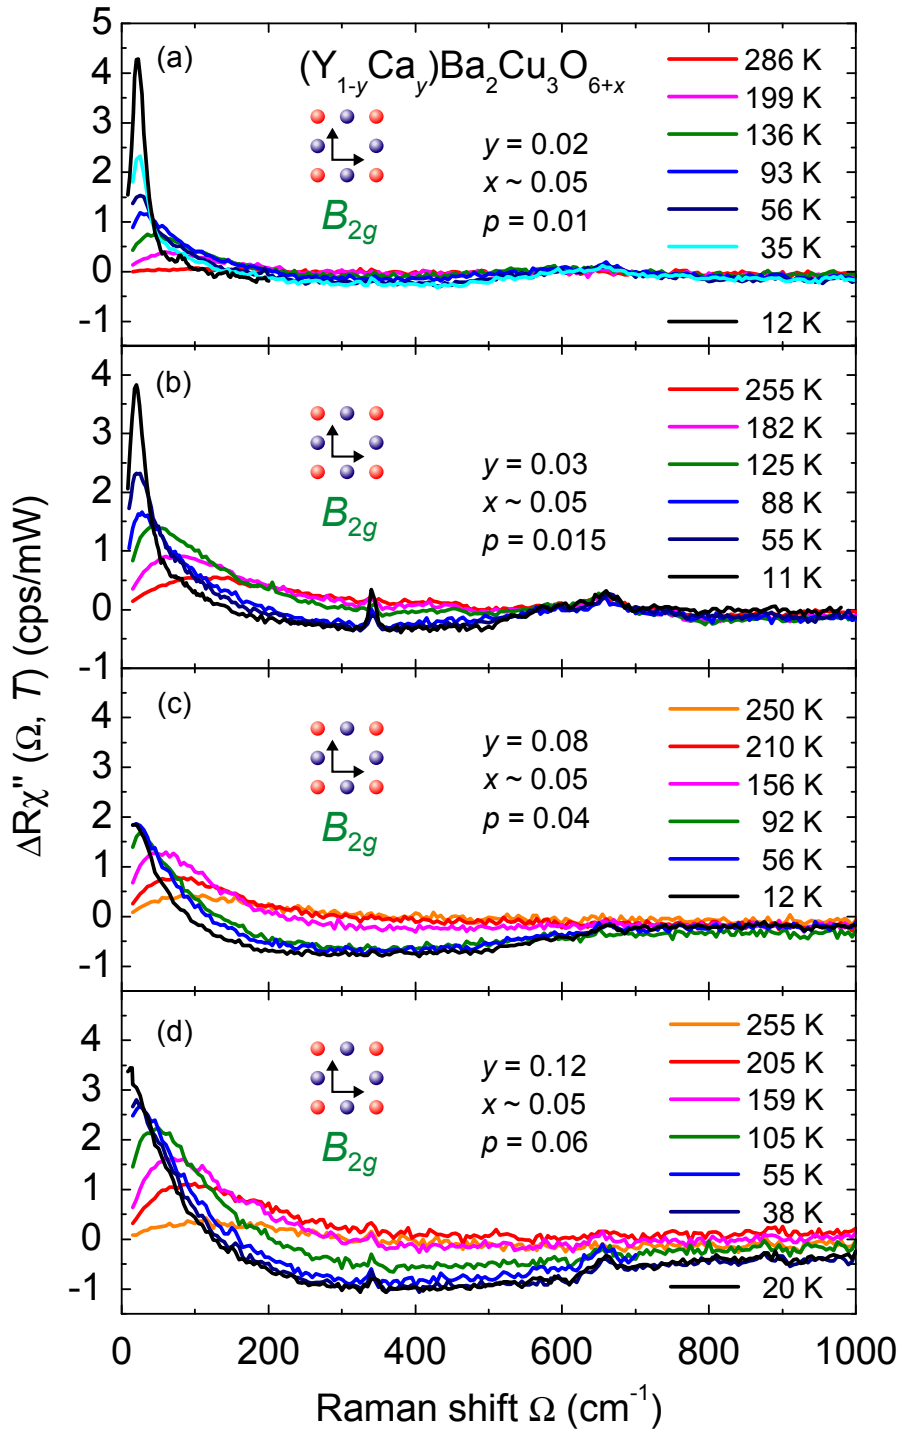 5
4
3
2
1
0
-1
(a)
(Y1-yCay)Ba2Cu3O6+x
B2g
y = 0.02
x ~ 0.05
p = 0.01
286 K
199 K
136 K
93 K
56 K
35 K
12 K
4
3
2
1
0
-1
(b)
B2g
y = 0.03
x ~ 0.05
p = 0.015
255 K
182 K
125 K
88 K
55 K
11 K
4
3
2
1
0
-1
(c)
B2g
y = 0.08
x ~ 0.05
p = 0.04
250 K
210 K
156 K
92 K
56 K
12 K
4
3
2
1
0
-1
(d)
B2g
y = 0.12
x ~ 0.05
p = 0.06
255 K
205 K
159 K
105 K
55 K
38 K
20 K
0 200 400 600 800 1000
Raman shift Ω (cm-1)
ΔRχ'' (Ω, T) (cps/mW)